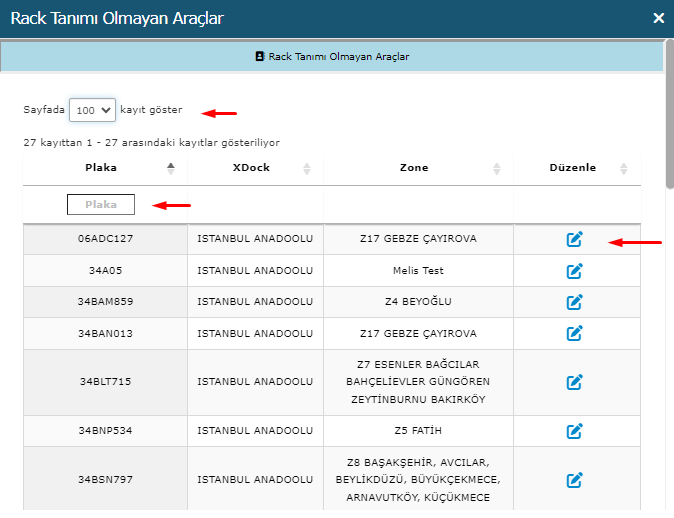 Rack Tanımı Olmayan Araçlar
Rack Tanımı Olmayan Araçlar
Sayfada 100 kayıt göster
27 kayıttan 1 - 27 arasındaki kayıtlar gösteriliyor
Plaka XDock Zone Düzenle
Plaka
06ADC127 ISTANBUL ANADOOLU Z17 GEBZE ÇAYIROVA
34A05 ISTANBUL ANADOOLU Melis Test
34BAM859 ISTANBUL ANADOOLU Z4 BEYOĞLU
34BAN013 ISTANBUL ANADOOLU Z17 GEBZE ÇAYIROVA
Z7 ESENLER BAĞCILAR
34BLT715 ISTANBUL ANADOOLU BAHÇELİEVLER GÜNGÖREN
ZEYTİNBURNU BAKIRKÖY
34BNP534 ISTANBUL ANADOOLU Z5 FATİH
Z8 BAŞAKŞEHİR, AVCILAR,
34BSN797 ISTANBUL ANADOOLU BEYLİKDÜZÜ, BÜYÜKÇEKMECE,
ARNAVUTKÖY, KÜÇÜKMECE